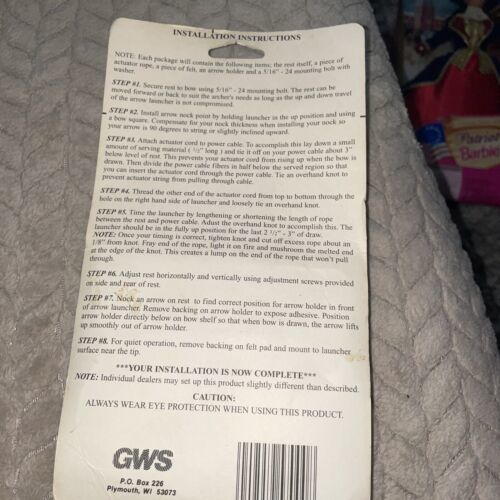 INSTALLATION INSTRUCTIONS
NOTE: Each package will contain the following items; the rest itself, a piece of
actuator rope, a piece of felt, an arrow holder and a 5/16" - 24 mounting bolt with
washer.
STEP #1. Secure rest to bow using 5/16" - 24 mounting bolt. The rest can be
moved forward or back to suit the archer's needs as long as the up and down travel
of the arrow launcher is not compromised.
STEP #2. Install arrow nock point by holding launcher is the up position and using
a bow square. Compensate for your nock thickness when installing your nock so
your arrow is 90 degrees to string or slightly inclined upward.
STEP #3. Attach actuator cord to power cable. To accomplish this lay down a small
amount of serving material ( 1/2" long ) and tie it off on your power cable about 3"
below level of rest. This prevents your actuator cord from rising up when the bow is
drawn. Then divide the power cable fibers in half below the served region so that
you can insert the actuator cord through the power cable. Tie an overhand knot to
prevent actuator string from pulling through cable.
STEP #4. Thread the other end of the actuator cord from top to bottom through the
hole on the right hand side of launcher and loosely tie an overhand knot.
STEP #5. Time the launcher by lengthening or shortening the length of rope
between the rest and power cable. Adust the overhand knot to accomplish this. The
launcher should be in the fully up position for the last 2 1/2" - 3" of draw.
NOTE: Once your timing is correct, tighten knot and cut off excess rope about an
1/8" from knot. Fray end of the rope, light it on fire and mushroom the melted end
at the edge of the knot. This creates a lump on the end of the rope that won't pull
through.
STEP #6. Adjust rest horizontally and vertically using adjustment screws provided
on side and rear of rest.
STEP #7. Nock an arrow on rest to find correct position for arrow holder in front
of arrow launcher. Remove backing on arrow holder to expose adhesive. Position
arrow holder directly below on bow shelf so that when bow is drawn, the arrow lifts
up smoothly out of arrow holder.
STEP #8. For quiet operation, remove backing on felt pad and mount to launcher
surface near the tip.
***YOUR INSTALLATION IS NOW COMPLETE***
NOTE: Individual dealers may set up this product slightly different than described.
CAUTION:
ALWAYS WEAR EYE PROTECTION WHEN USING THIS PRODUCT.
GWS
P.O. Box 226
Plymouth, WI 53073
Barbie